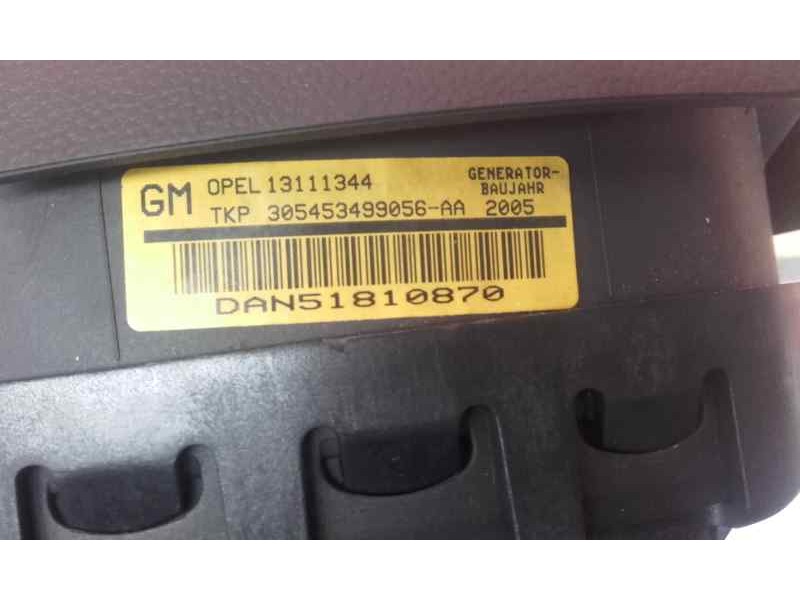 GM OPEL 13111344 GENERATOR-
BAUJAHR
TKP 305453499056-AA 2005
DAN51810870